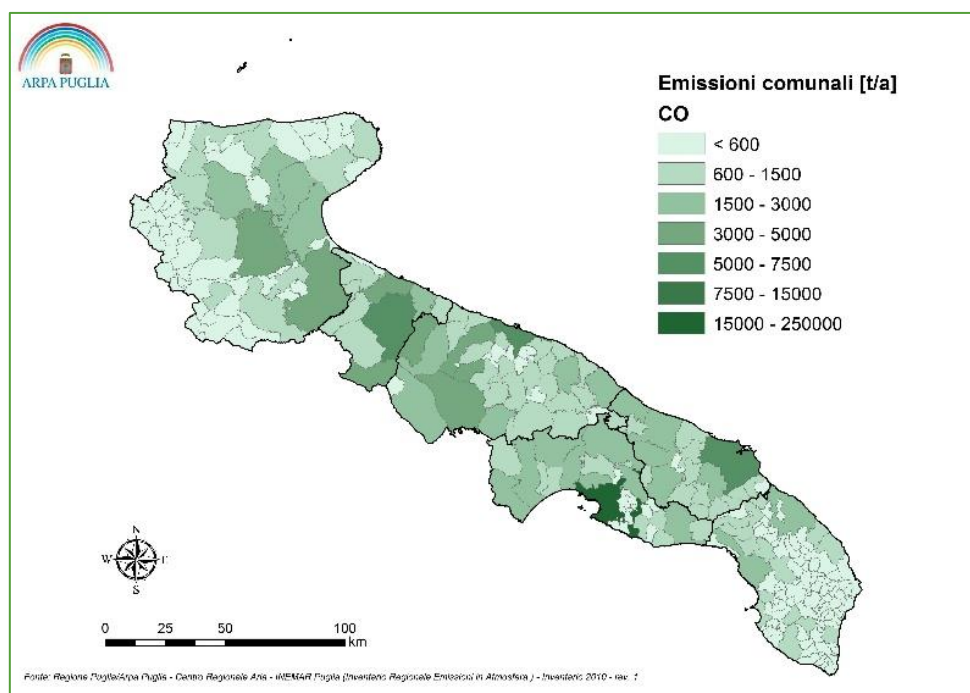 ARPA PUGLIA
Emissioni comunali [t/a]
CO
< 600
600 - 1500
1500 - 3000
3000 - 5000
5000 - 7500
7500 - 15000
15000 - 250000
N
W E
S
0 25 50 100
km
Fonte: Regione Puglia/Arpa Puglia - Centro Regionale Aria - INEMAR Puglia (Inventario Regionale Emissioni in Atmosfera ) - Inventario 2010 - rev. 1